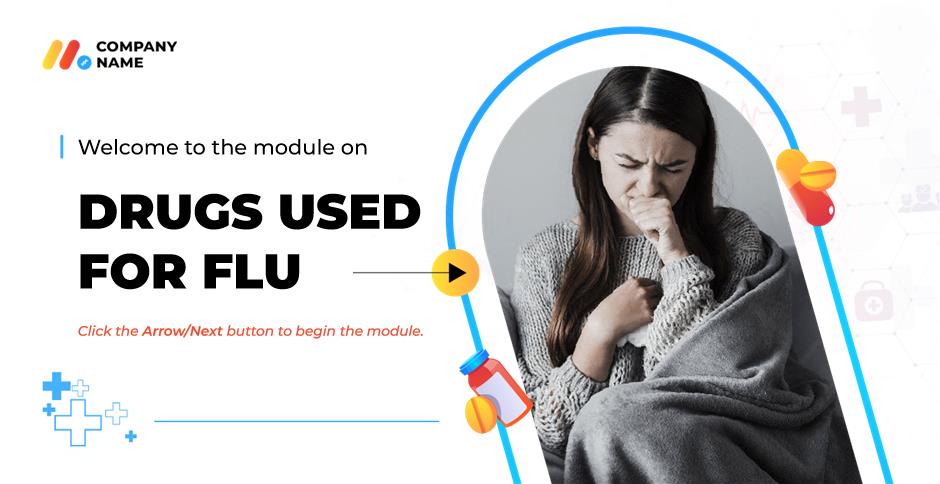 COMPANY
NAME
Welcome to the module on
DRUGS USED
FOR FLU
Click the Arrow/Next button to begin the module.